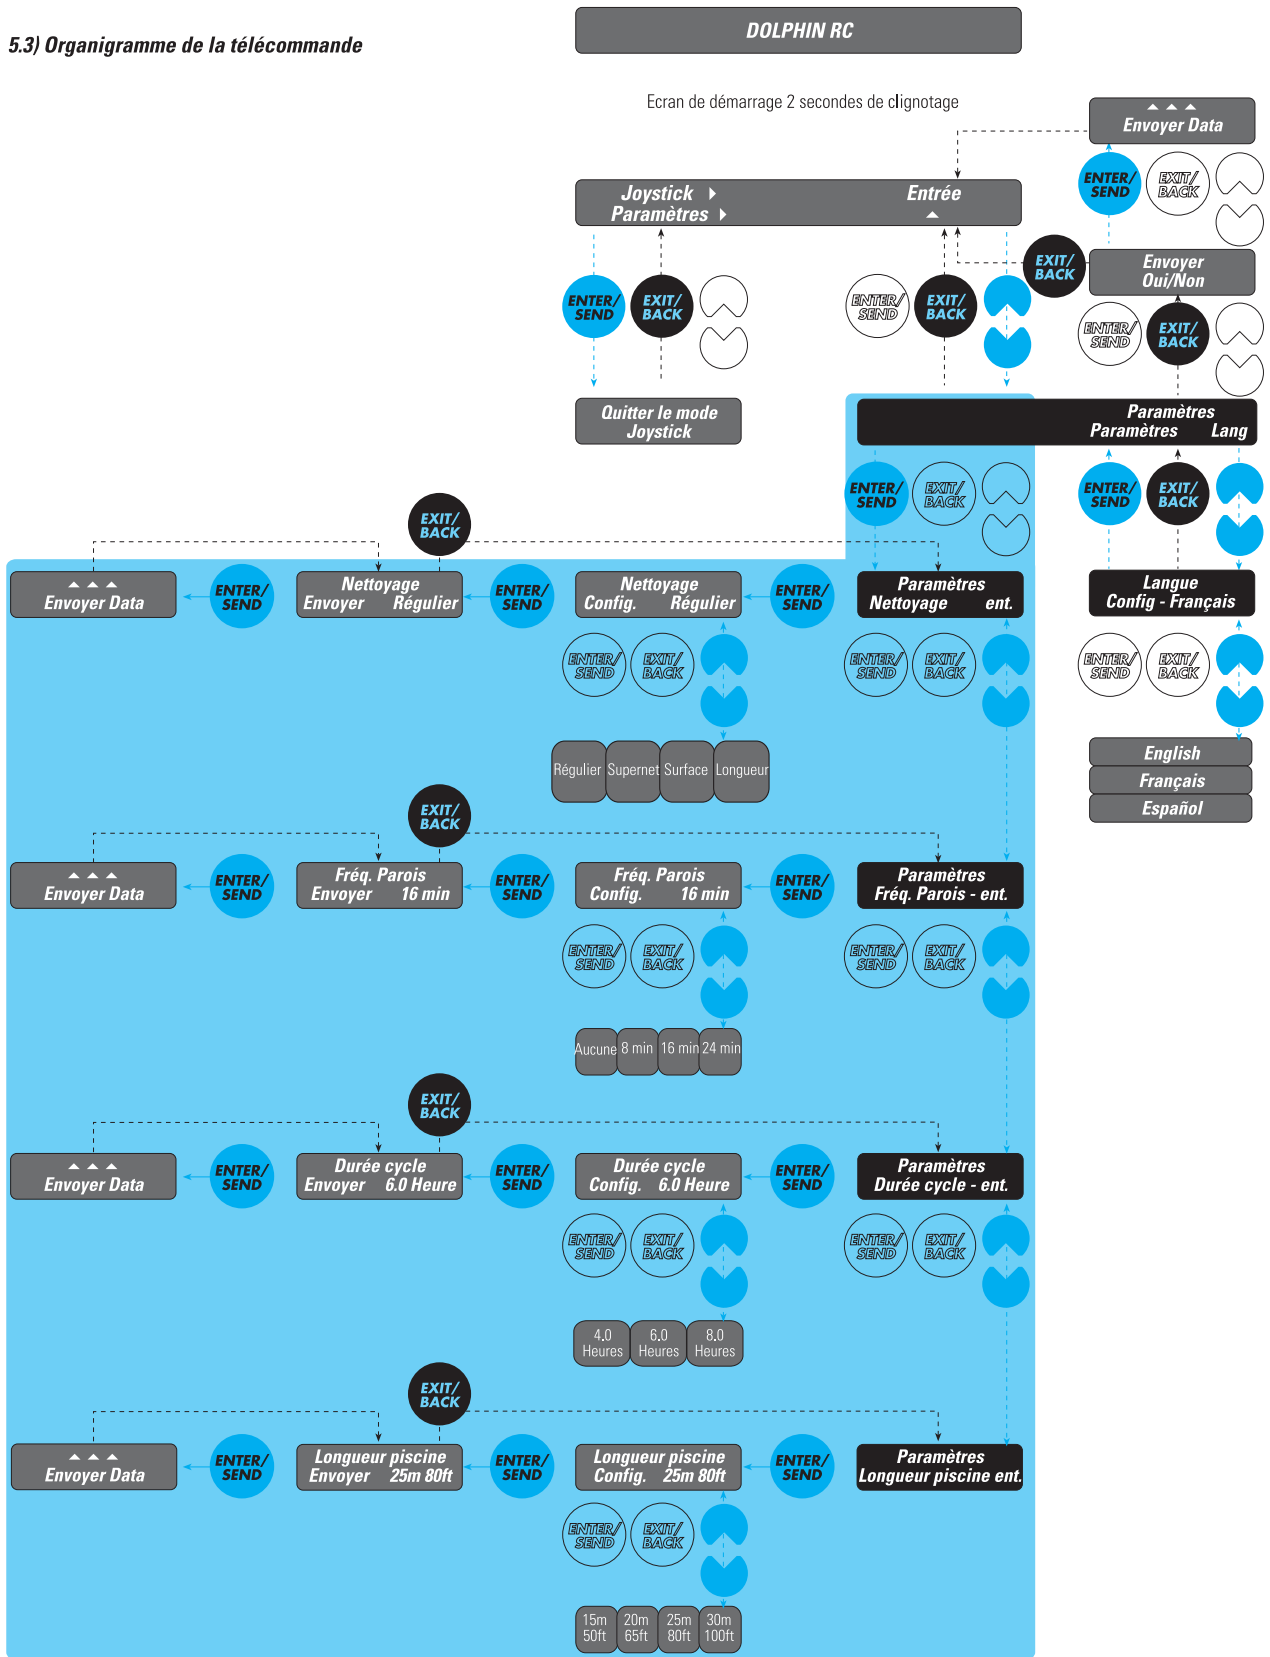 DOLPHIN RC
5.3) Organigramme de la télécommande
Ecran de démarrage 2 secondes de clignotage
Envoyer Data
ENTER/
SEND
EXIT/
BACK
Joystick
Entrée
Paramètres
EXIT/
BACK
Envoyer
Oui/Non
ENTER/
SEND
EXIT/
BACK
ENTER/
SEND
EXIT/
BACK
ENTER/
SEND
EXIT/
BACK
Quitter le mode
Joystick
Paramètres
Paramètres Lang
ENTER/
SEND
EXIT/
BACK
ENTER/
SEND
EXIT/
BACK
EXIT/
BACK
Envoyer Data
ENTER/
SEND
Nettoyage
Envoyer Régulier
ENTER/
SEND
Nettoyage
Config. Régulier
ENTER/
SEND
Paramètres
Nettoyage ent.
Langue
Config - Français
ENTER/
SEND
EXIT/
BACK
ENTER/
SEND
EXIT/
BACK
ENTER/
SEND
EXIT/
BACK
Régulier Supernet Surface Longueur
English
Français
Español
EXIT/
BACK
Envoyer Data
ENTER/
SEND
Fréq. Parois
Envoyer 16 min
ENTER/
SEND
Fréq. Parois
Config. 16 min
ENTER/
SEND
Paramètres
Fréq. Parois - ent.
ENTER/
SEND
EXIT/
BACK
ENTER/
SEND
EXIT/
BACK
Aucune 8 min 16 min 24 min
EXIT/
BACK
Envoyer Data
ENTER/
SEND
Durée cycle
Envoyer 6.0 Heure
ENTER/
SEND
Durée cycle
Config. 6.0 Heure
ENTER/
SEND
Paramètres
Durée cycle - ent.
ENTER/
SEND
EXIT/
BACK
ENTER/
SEND
EXIT/
BACK
4.0
Heures
6.0
Heures
8.0
Heures
EXIT/
BACK
Envoyer Data
ENTER/
SEND
Longueur piscine
Envoyer 25m 80ft
ENTER/
SEND
Longueur piscine
Config. 25m 80ft
ENTER/
SEND
Paramètres
Longueur piscine ent.
ENTER/
SEND
EXIT/
BACK
15m
50ft
20m
65ft
25m
80ft
30m
100ft